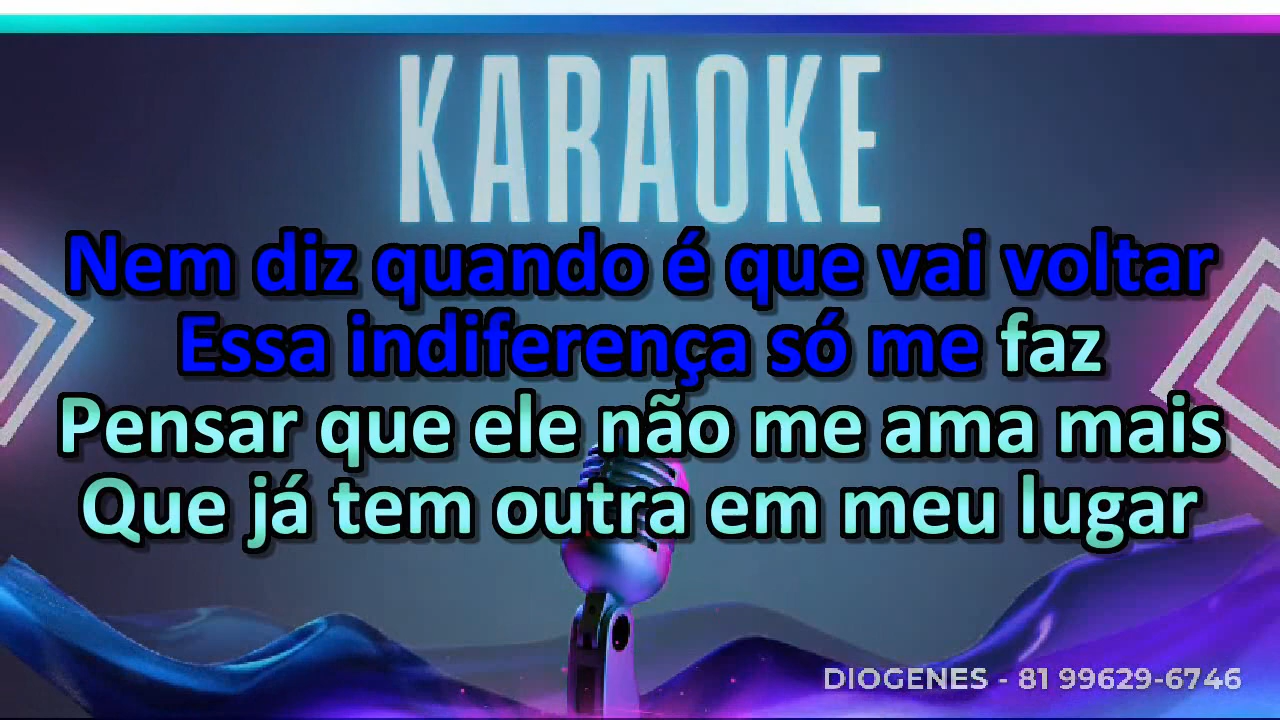 KARAOKE
Nem diz quando é que vai voltar
Essa indiferença só me faz
Pensar que ele não me ama mais
Que já tem outra em meu lugar
DIOGENES - 81 99629-6746